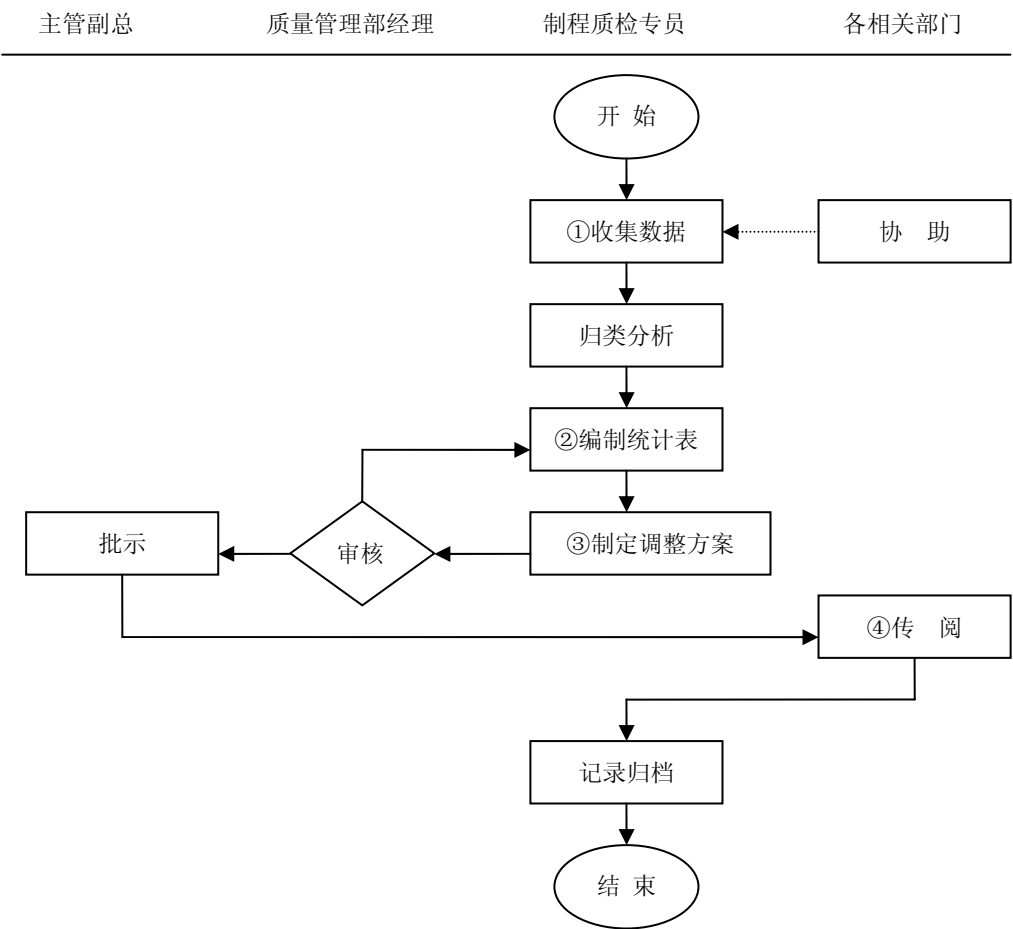 主管副总 质量管理部经理 制程质检专员 各相关部门
开 始
①收集数据
协 助
归类分析
②编制统计表
批示
审核
③制定调整方案
④传 阅
记录归档
结 束